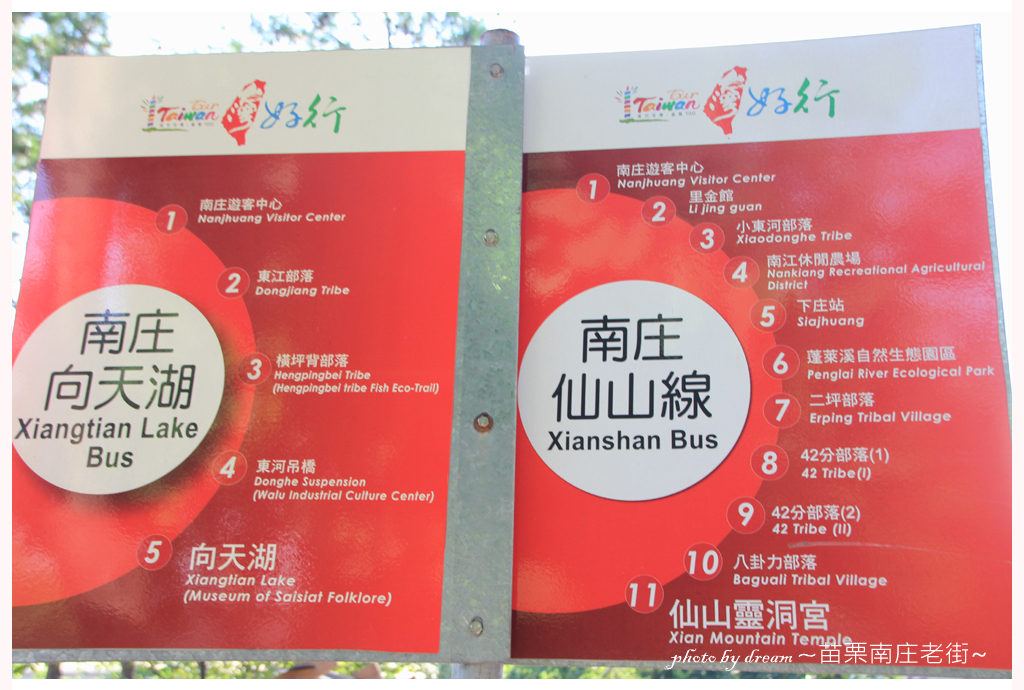 Tour
Taiwan
好行
1
南庄遊客中心
Nanjhuang Visitor Center
2
東江部落
Dongjiang Tribe
3
橫坪背部落
Hengpingbei Tribe
(Hengpingbei tribe Fish Eco-Trail)
4
東河吊橋
Donghe Suspension
(Walu Industrial Culture Center)
5
向天湖
Xiangtian Lake
(Museum of Saisiat Folklore)
南庄
向天湖
Xiangtian Lake
Bus
Tour
Taiwan
好行
1
南庄遊客中心
Nanjhuang Visitor Center
2
里金館
Li jing guan
3
小東河部落
Xiaodonghe Tribe
4
南江休閒農場
Nankiang Recreational Agricultural
District
5
下庄站
Siajhuang
6
蓬萊溪自然生態園區
Penglai River Ecological Park
7
二坪部落
Erping Tribal Village
8
42分部落(1)
42 Tribe(I)
9
42分部落(2)
42 Tribe (II)
10
八卦力部落
Baguali Tribal Village
11
仙山靈洞宮
Xian Mountain Temple
南庄
仙山線
Xianshan Bus
photo by dream ~苗栗南庄老街~